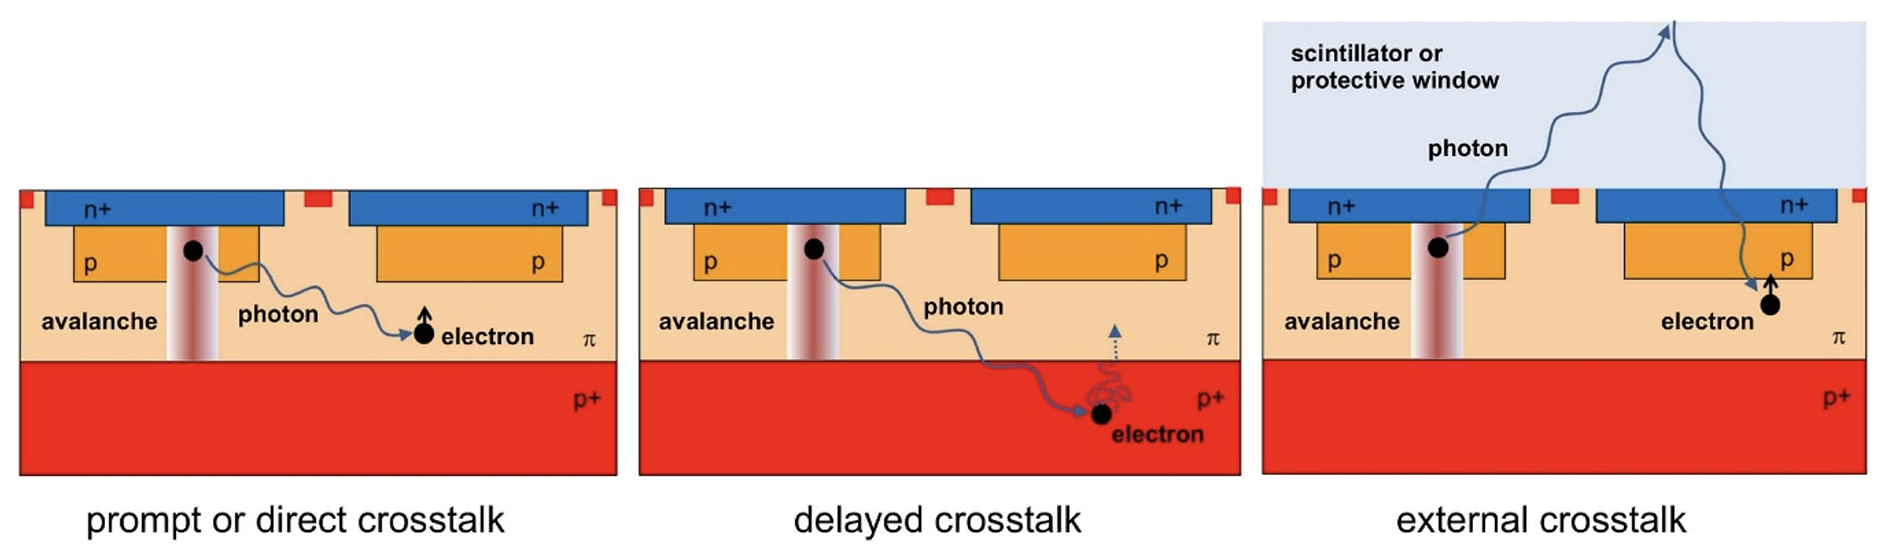 n+
n+
p
p
avalanche
photon
electron
π
p+
prompt or direct crosstalk
n+
n+
p
p
avalanche
photon
π
p+
electron
delayed crosstalk
scintillator or
protective window
photon
n+
n+
p
p
avalanche
electron
π
p+
external crosstalk